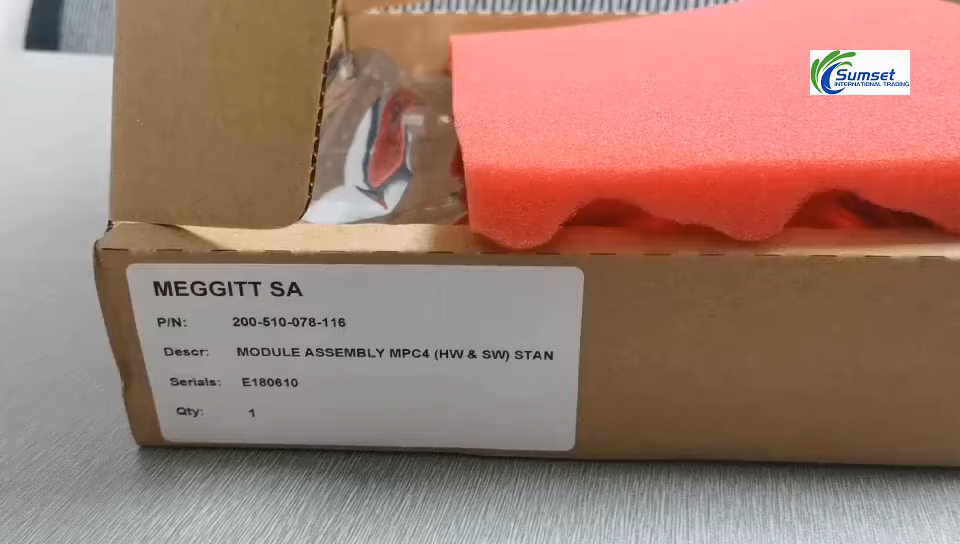 Sumset
INTERNATIONAL TRADING
MEGGITT SA
P/N: 200-510-078-116
Descr: MODULE ASSEMBLY MPC4 (HW & SW) STAN
Serials: E180610
Qty: 1